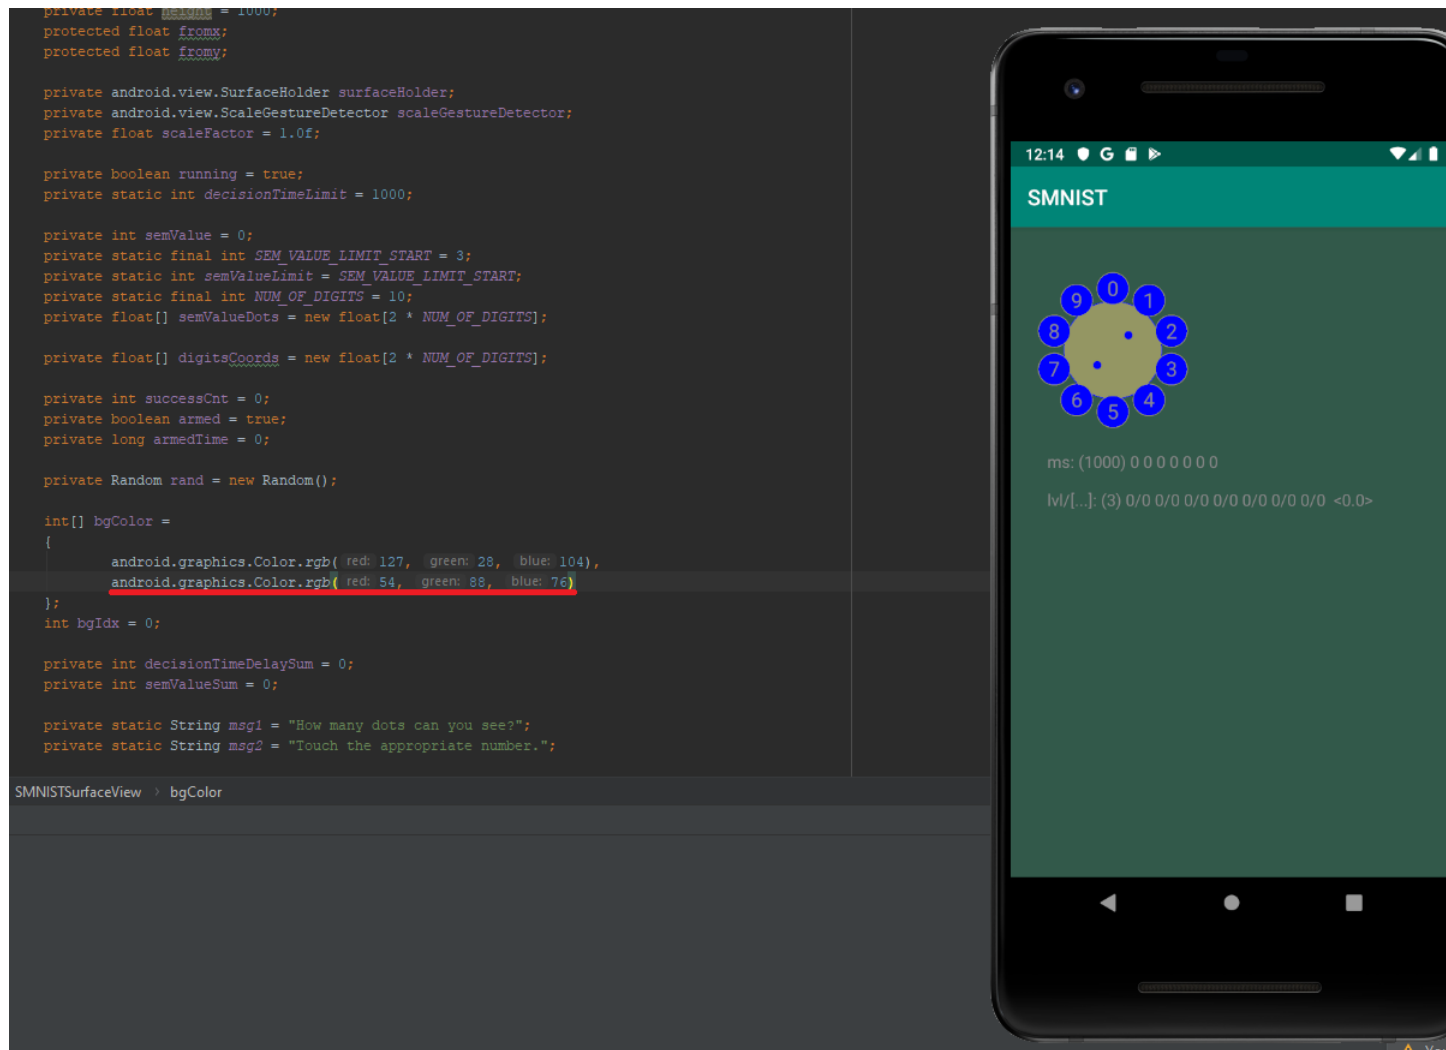 private float height = 1000;
protected float fromx;
protected float fromy;
private android.view.SurfaceHolder surfaceHolder;
private android.view.ScaleGestureDetector scaleGestureDetector;
private float scaleFactor = 1.0f;
private boolean running = true;
private static int decisionTimeLimit = 1000;
private int semValue = 0;
private static final int SEM_VALUE_LIMIT_START = 3;
private static int semValueLimit = SEM_VALUE_LIMIT_START;
private static final int NUM_OF_DIGITS = 10;
private float[] semValueDots = new float[2 * NUM_OF_DIGITS];
private float[] digitsCoords = new float[2 * NUM_OF_DIGITS];
private int successCnt = 0;
private boolean armed = true;
private long armedTime = 0;
private Random rand = new Random();
int[] bgColor =
{
android.graphics.Color.rgb( red: 127, green: 28, blue: 104),
android.graphics.Color.rgb( red: 54, green: 88, blue: 76)
};
int bgIdx = 0;
private int decisionTimeDelaySum = 0;
private int semValueSum = 0;
private static String msg1 = "How many dots can you see?";
private static String msg2 = "Touch the appropriate number.";
SMNISTSurfaceView > bgColor
12:14 G
SMNIST
0
1
2
3
4
5
6
7
8
9
ms: (1000) 0 0 0 0 0 0 0
lvl/[...]: (3) 0/0 0/0 0/0 0/0 0/0 0/0 0/0 <0.0>